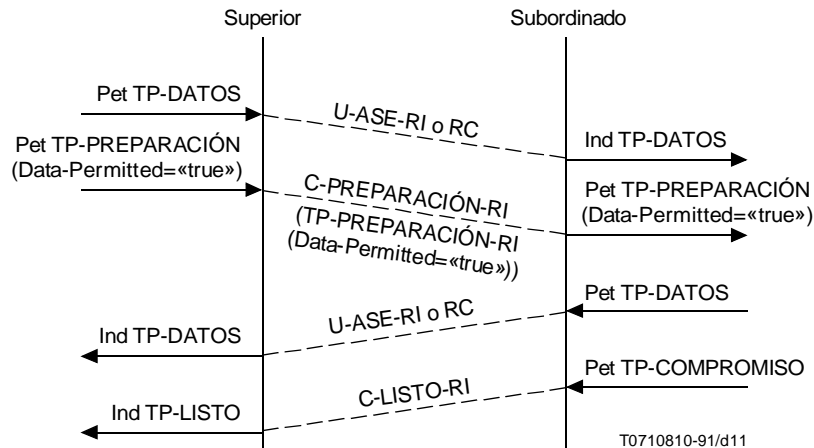 Superior
Subordinado
Pet TP-DATOS
U-ASE-RI o RC
Ind TP-DATOS
Pet TP-PREPARACIÓN
(Data-Permitted=«true»)
C-PREPARACIÓN-RI
(TP-PREPARACIÓN-RI
(Data-Permitted=«true»))
Pet TP-PREPARACIÓN
(Data-Permitted=«true»)
Pet TP-DATOS
U-ASE-RI o RC
Ind TP-DATOS
Pet TP-COMPROMISO
C-LISTO-RI
Ind TP-LISTO
T0710810-91/d11